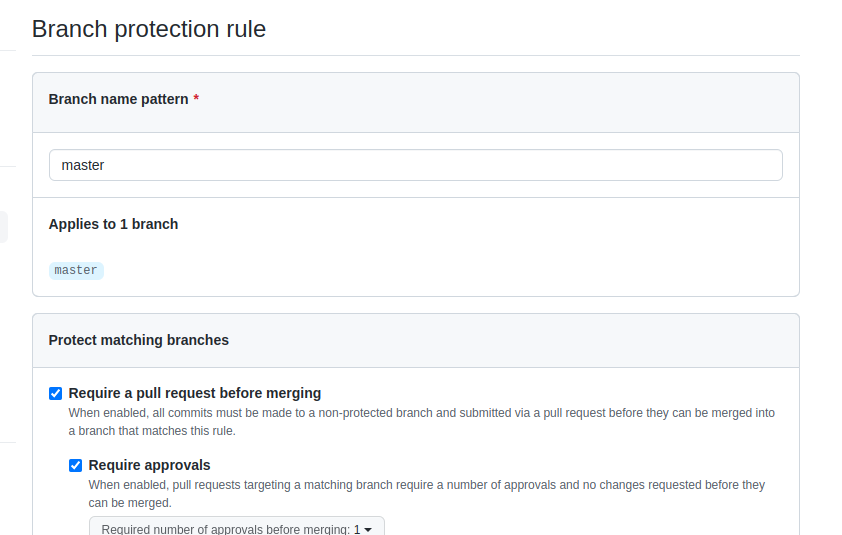 Branch protection rule
Branch name pattern *
master
Applies to 1 branch
master
Protect matching branches
Require a pull request before merging
When enabled, all commits must be made to a non-protected branch and submitted via a pull request before they can be merged into
a branch that matches this rule.
Require approvals
When enabled, pull requests targeting a matching branch require a number of approvals and no changes requested before they
can be merged.
Required number of approvals before merging: 1